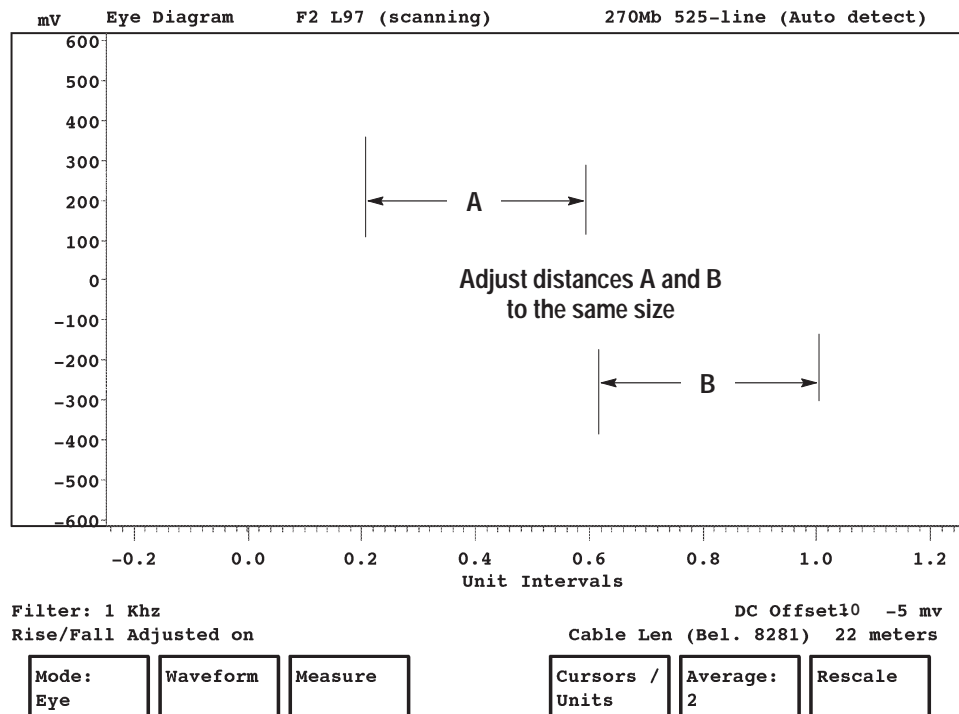 mV Eye Diagram F2 L97 (scanning) 270Mb 525-line (Auto detect)
600
500
400
300
200
100
0
-100
-200
-300
-400
-500
-600
A
Adjust distances A and B
to the same size
B
-0.2 0.0 0.2 0.4 0.6 0.8 1.0 1.2
Unit Intervals
Filter: 1 Khz DC Offset±0 -5 mv
Rise/Fall Adjusted on Cable Len (Bel. 8281) 22 meters
Mode: Waveform Measure Cursors / Average: Rescale
Eye Units 2